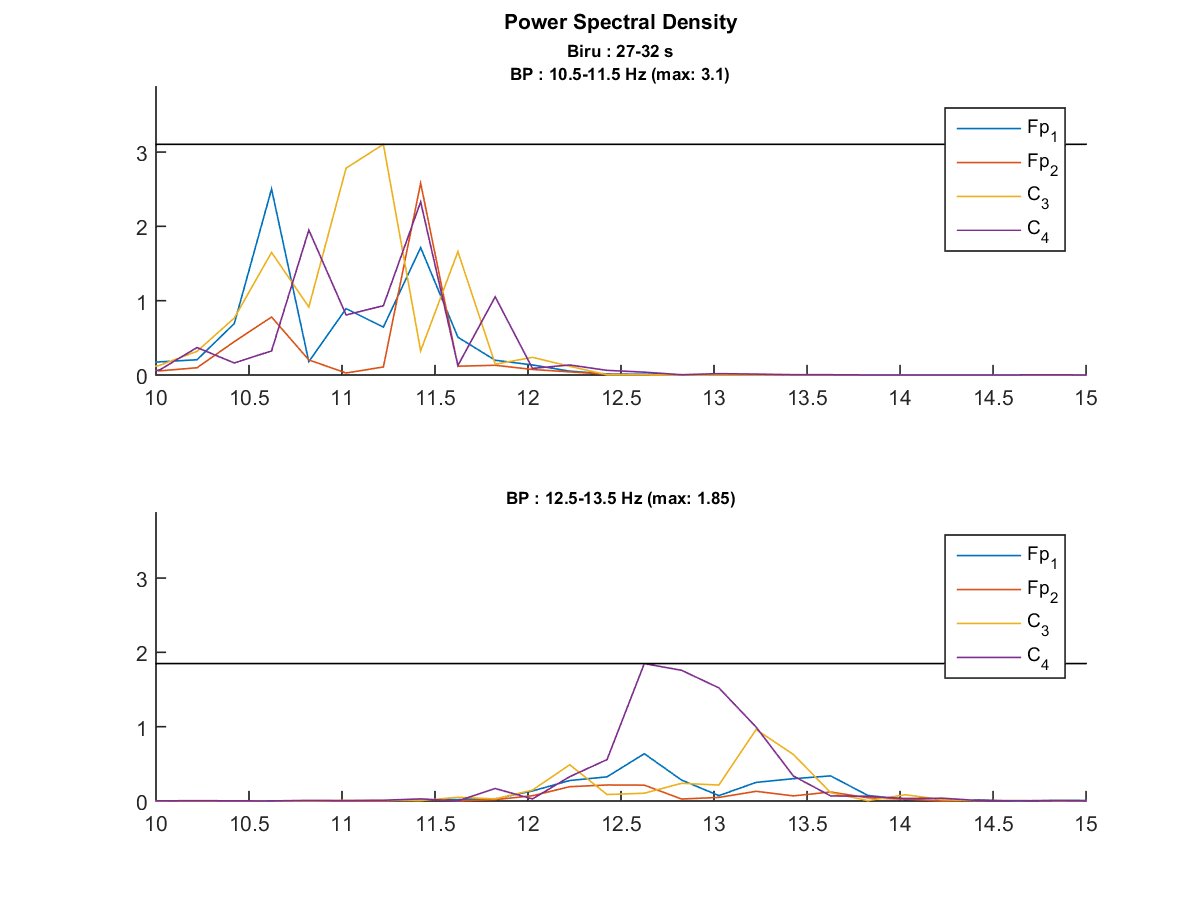 Power Spectral Density
Biru : 27-32 s
BP : 10.5-11.5 Hz (max: 3.1)
Fp1
Fp2
C3
C4
3
2
1
0
10 10.5 11 11.5 12 12.5 13 13.5 14 14.5 15
BP : 12.5-13.5 Hz (max: 1.85)
Fp1
Fp2
C3
C4
3
2
1
0
10 10.5 11 11.5 12 12.5 13 13.5 14 14.5 15